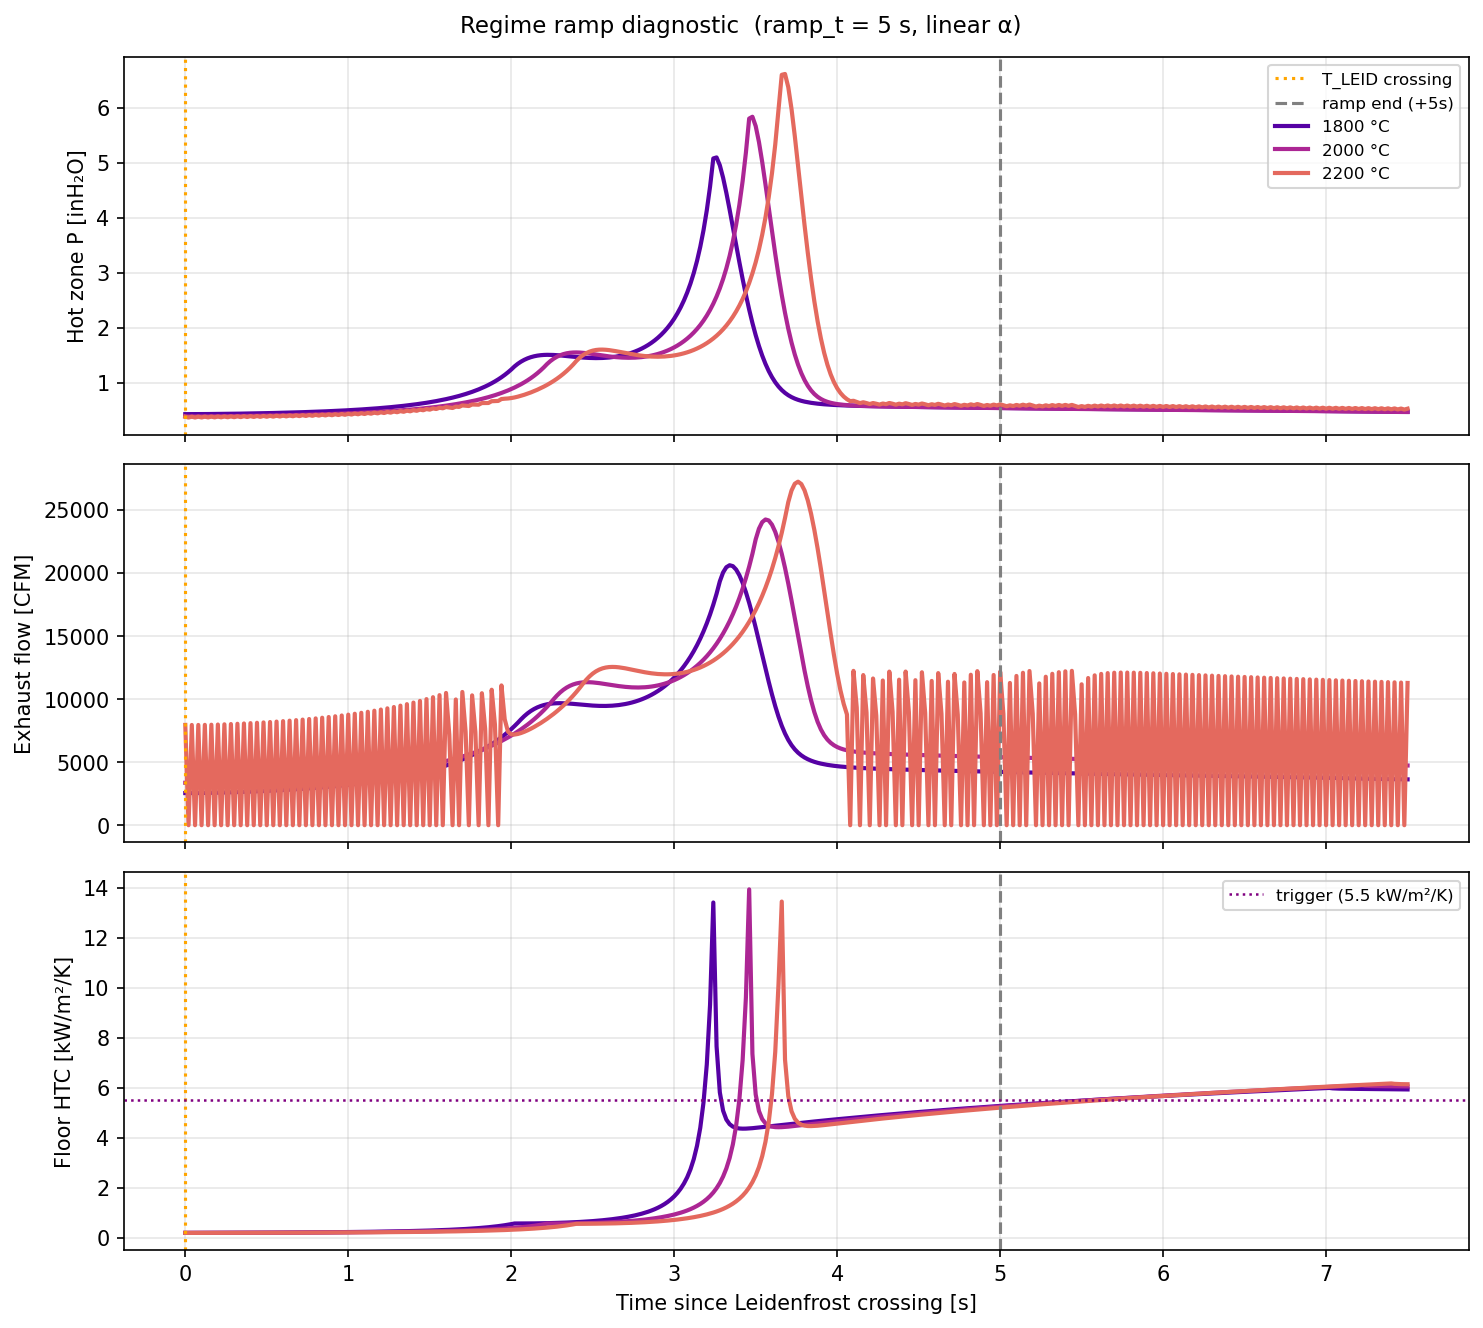 Regime ramp diagnostic  (ramp_t = 5 s, linear α)
Hot zone P [inH₂O]
6
5
4
3
2
1
T_LEID crossing
ramp end (+5s)
1800 °C
2000 °C
2200 °C
Exhaust flow [CFM]
25000
20000
15000
10000
5000
0
Floor HTC [kW/m²/K]
14
12
10
8
6
4
2
0
trigger (5.5 kW/m²/K)
0 1 2 3 4 5 6 7
Time since Leidenfrost crossing [s]